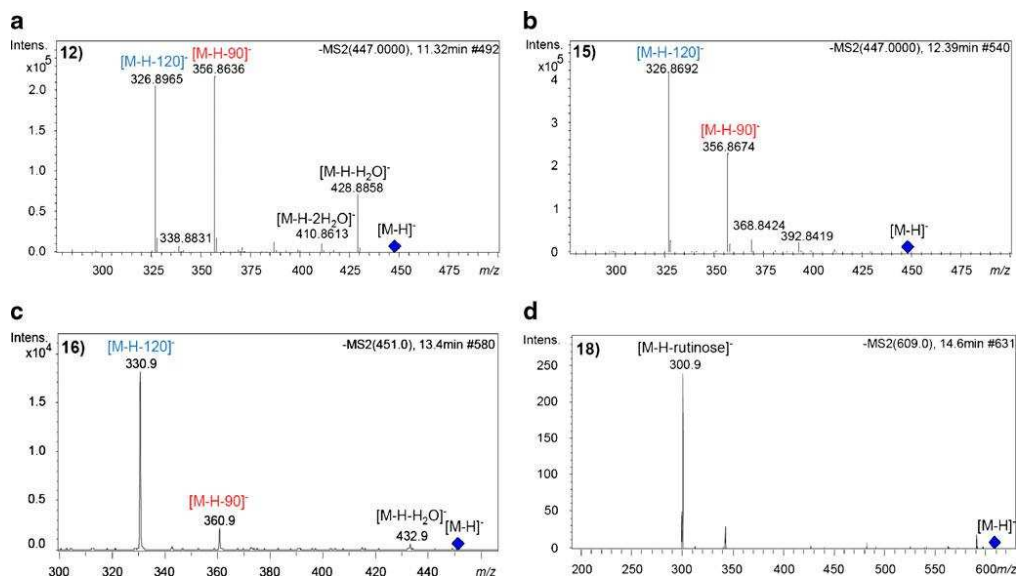 a
Intens.
x10⁵
12)
-MS2(447.0000), 11.32min #492
[M-H-120]⁻
326.8965
[M-H-90]⁻
356.8636
[M-H-H₂O]⁻
428.8858
[M-H-2H₂O]⁻
410.8613
[M-H]⁻
338.8831
2.0
1.5
1.0
0.5
0.0
300 325 350 375 400 425 450 475 m/z
b
Intens.
x10⁵
15)
-MS2(447.0000), 12.39min #540
[M-H-120]⁻
326.8692
[M-H-90]⁻
356.8674
368.8424
392.8419
[M-H]⁻
4
3
2
1
0
300 325 350 375 400 425 450 475 m/z
c
Intens.
x10⁴
16)
-MS2(451.0), 13.4min #580
[M-H-120]⁻
330.9
[M-H-90]⁻
360.9
[M-H-H₂O]⁻
432.9
[M-H]⁻
1.5
1.0
0.5
0.0
300 320 340 360 380 400 420 440 m/z
d
Intens.
18)
-MS2(609.0), 14.6min #631
[M-H-rutinose]⁻
300.9
[M-H]⁻
250
200
150
100
50
0
200 250 300 350 400 450 500 550 600 m/z